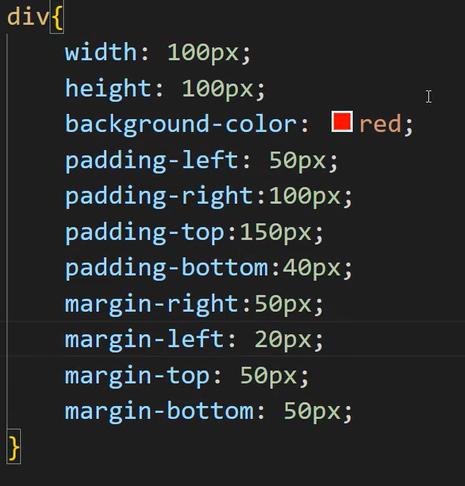 div{
width: 100px;
height: 100px;
background-color: red;
padding-left: 50px;
padding-right:100px;
padding-top:150px;
padding-bottom:40px;
margin-right:50px;
margin-left: 20px;
margin-top: 50px;
margin-bottom: 50px;
}